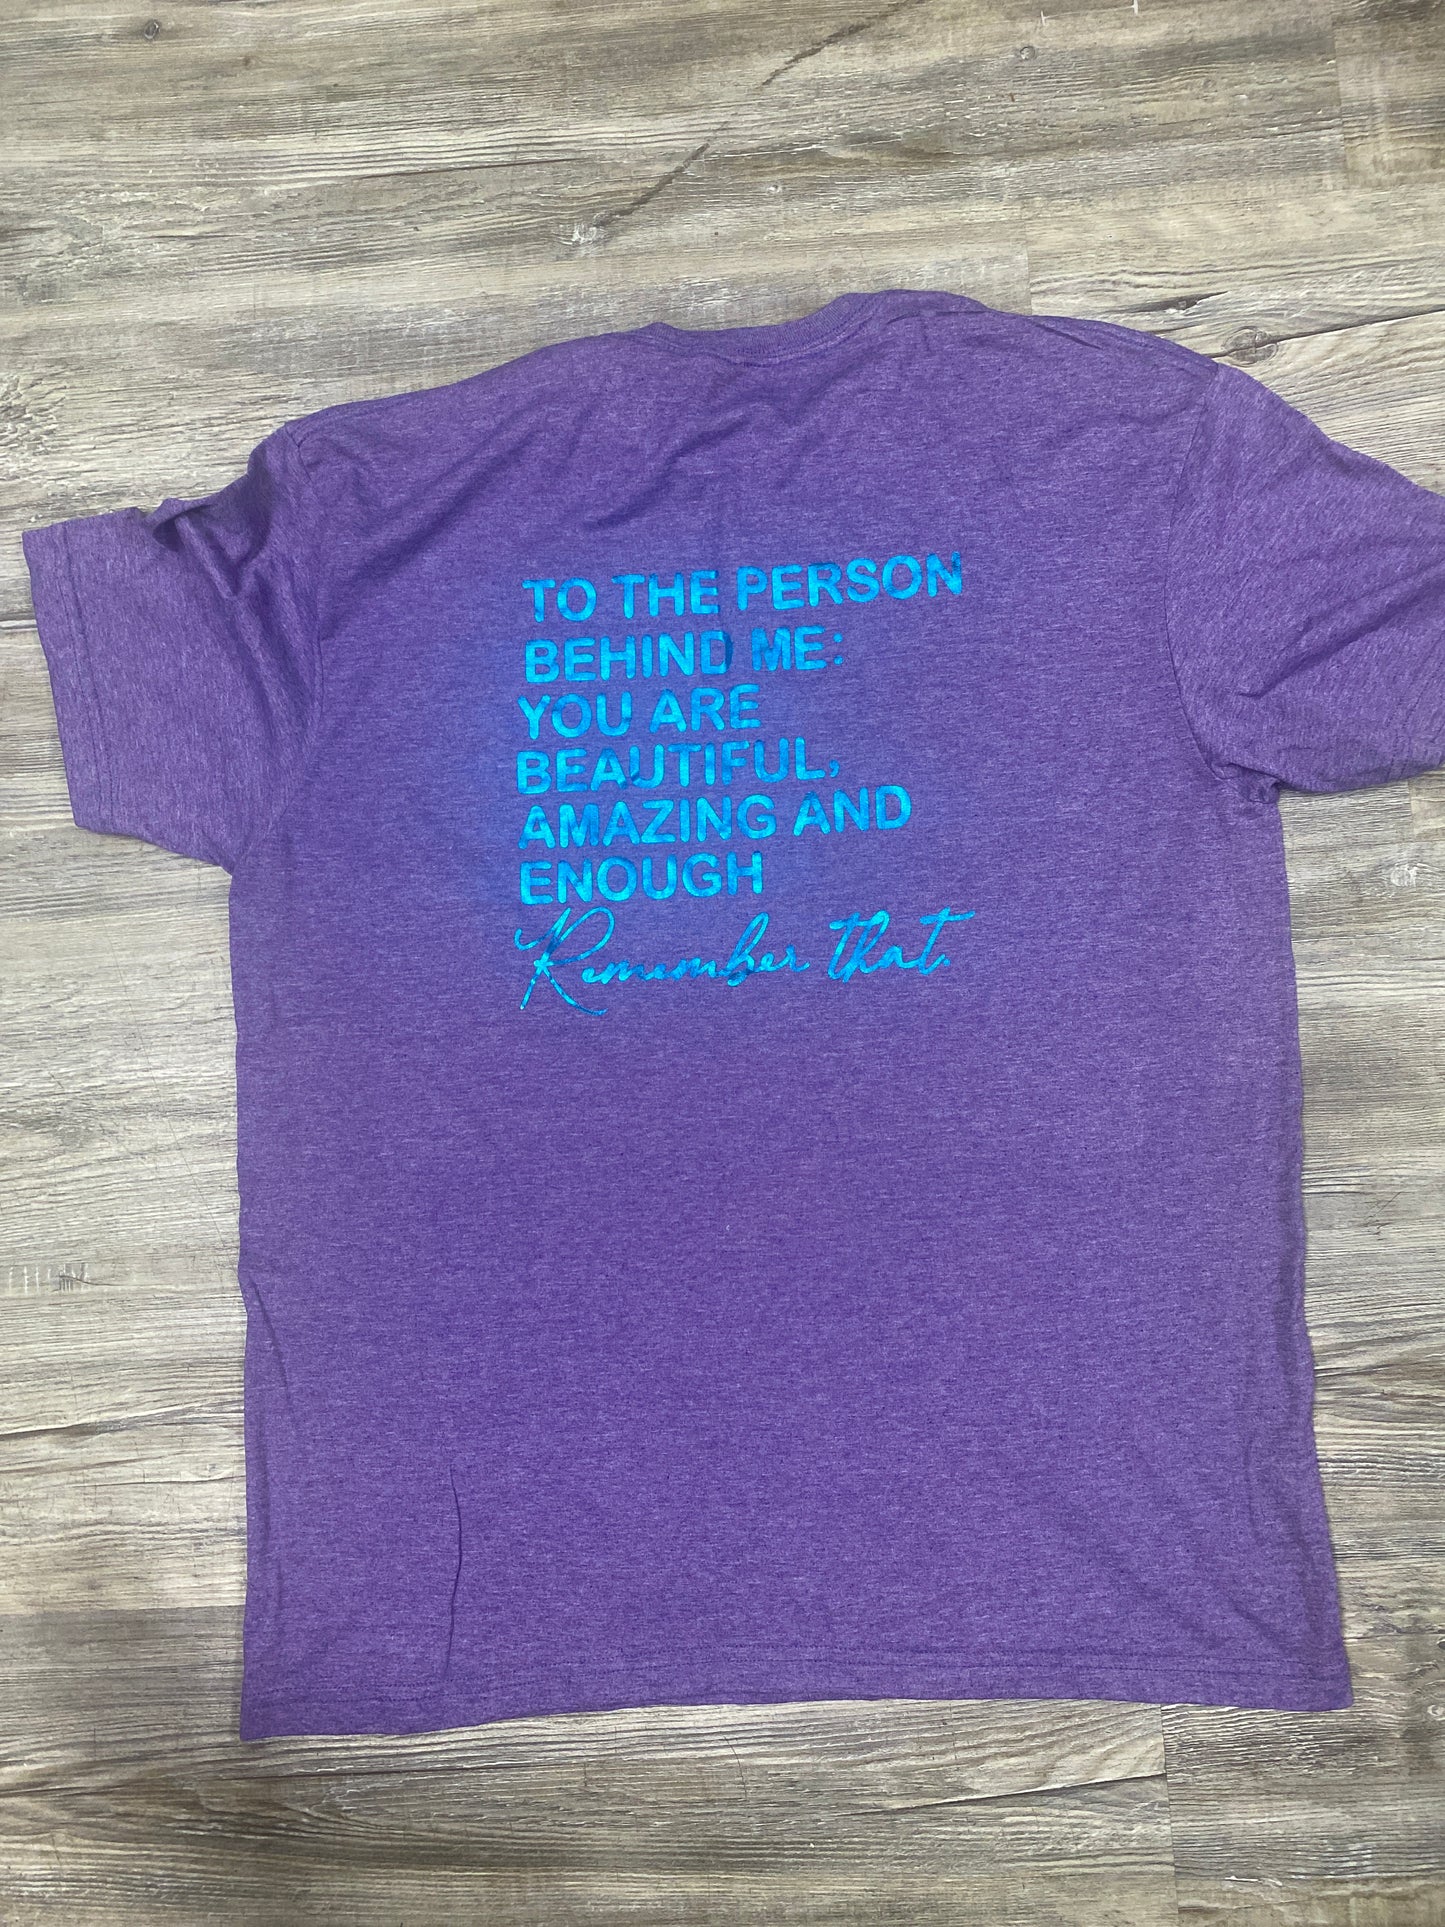 TO THE PERSON
BEHIND ME:
YOU ARE
BEAUTIFUL,
AMAZING AND
ENOUGH
Remember that.